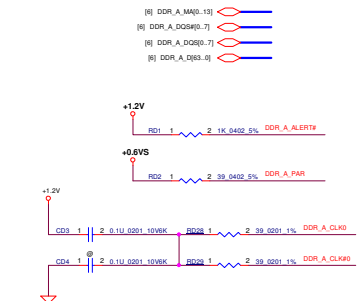 [6] DDR_A_MA[0..13]
[6] DDR_A_DQS#[0..7]
[6] DDR_A_DQS[0..7]
[6] DDR_A_D[63..0]
+1.2V
RD1 1 2 1K_0402_5% DDR_A_ALERT#
+0.6VS
RD2 1 2 39_0402_5% DDR_A_PAR
+1.2V
CD3 1 2 0.1U_0201_10V6K RD28 1 2 39_0201_1% DDR_A_CLK0
@
CD4 1 2 0.1U_0201_10V6K RD29 1 2 39_0201_1% DDR_A_CLK#0